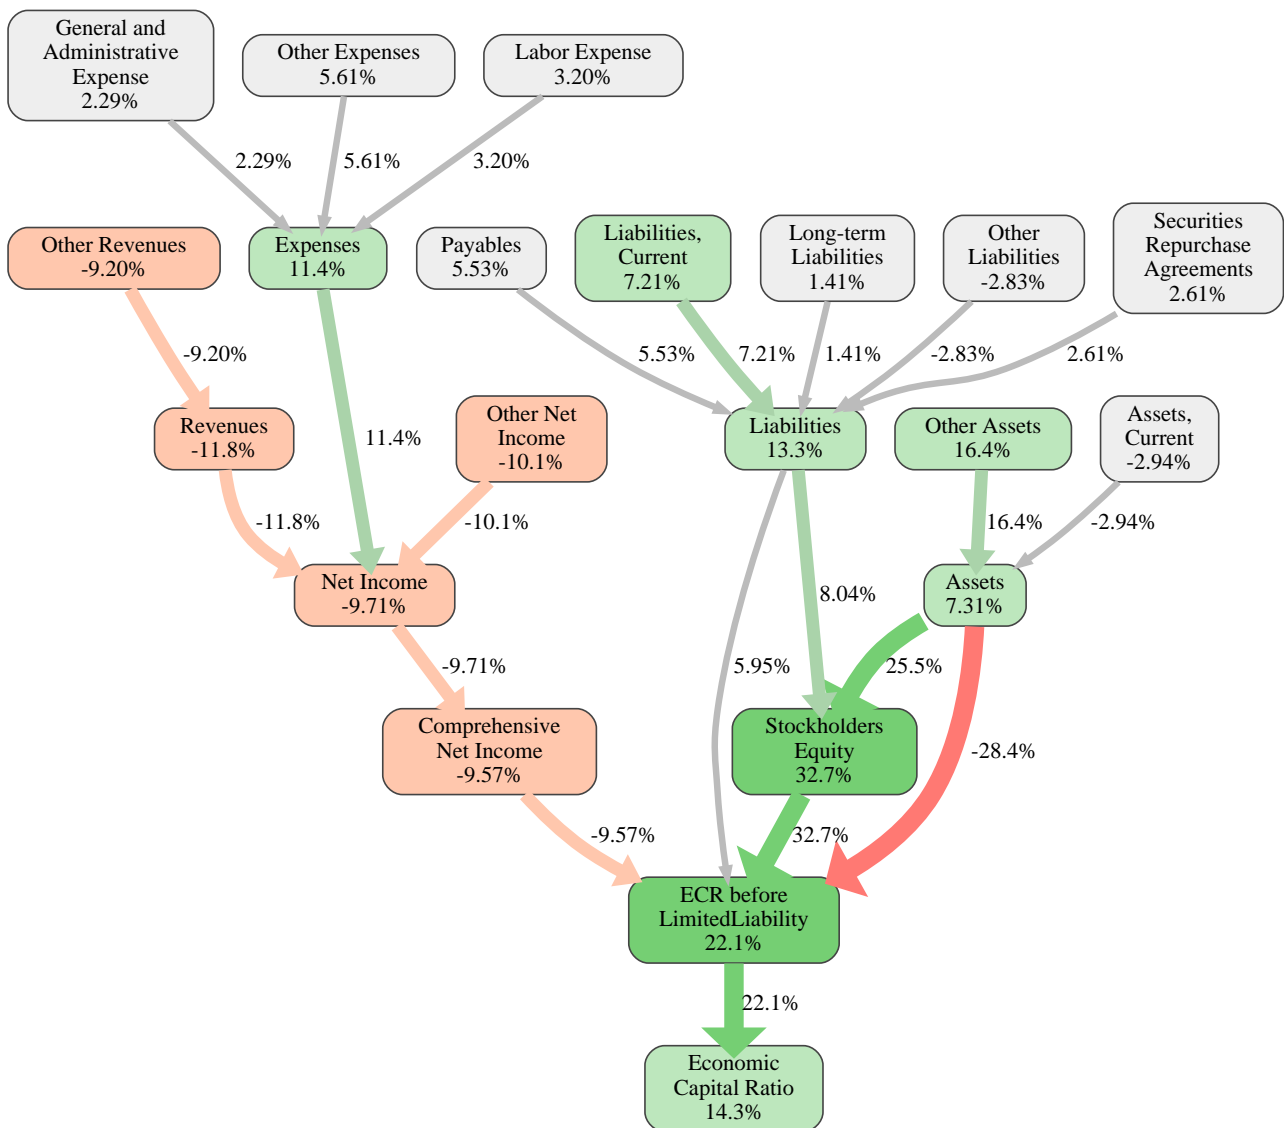 General and
Administrative
Expense
2.29%
Other Expenses
5.61%
Labor Expense
3.20%
2.29%
5.61%
3.20%
Other Revenues
-9.20%
Expenses
11.4%
Payables
5.53%
Liabilities,
Current
7.21%
Long-term
Liabilities
1.41%
Other
Liabilities
-2.83%
Securities
Repurchase
Agreements
2.61%
-9.20%
5.53%
7.21%
1.41%
-2.83%
2.61%
Revenues
-11.8%
11.4%
Other Net
Income
-10.1%
Liabilities
13.3%
Other Assets
16.4%
Assets,
Current
-2.94%
-11.8%
-10.1%
16.4%
-2.94%
Net Income
-9.71%
8.04%
Assets
7.31%
-9.71%
5.95%
25.5%
Comprehensive
Net Income
-9.57%
Stockholders
Equity
32.7%
-28.4%
-9.57%
32.7%
ECR before
LimitedLiability
22.1%
22.1%
Economic
Capital Ratio
14.3%